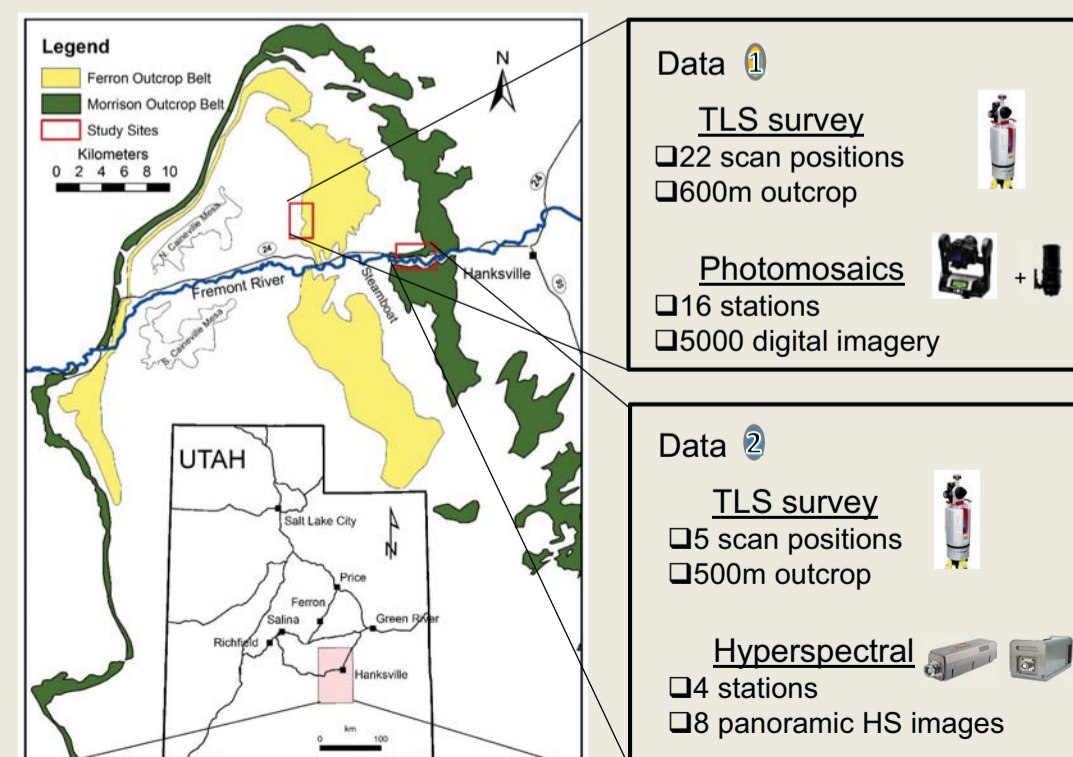 Legend
Ferron Outcrop Belt
Morrison Outcrop Belt
Study Sites
Kilometers
0 2 4 6 8 10
N
24
N. Caineville Mesa
24
Fremont River
Steamboat
Hanksville
95
S. Caineville Mesa
UTAH
Salt Lake City
N
Price
Ferron
Salina
Green River
Richfield
Hanksville
km
0 100
Data 1
TLS survey
❑22 scan positions
❑600m outcrop
Photomosaics
+
❑16 stations
❑5000 digital imagery
Data 2
TLS survey
❑5 scan positions
❑500m outcrop
Hyperspectral
❑4 stations
❑8 panoramic HS images